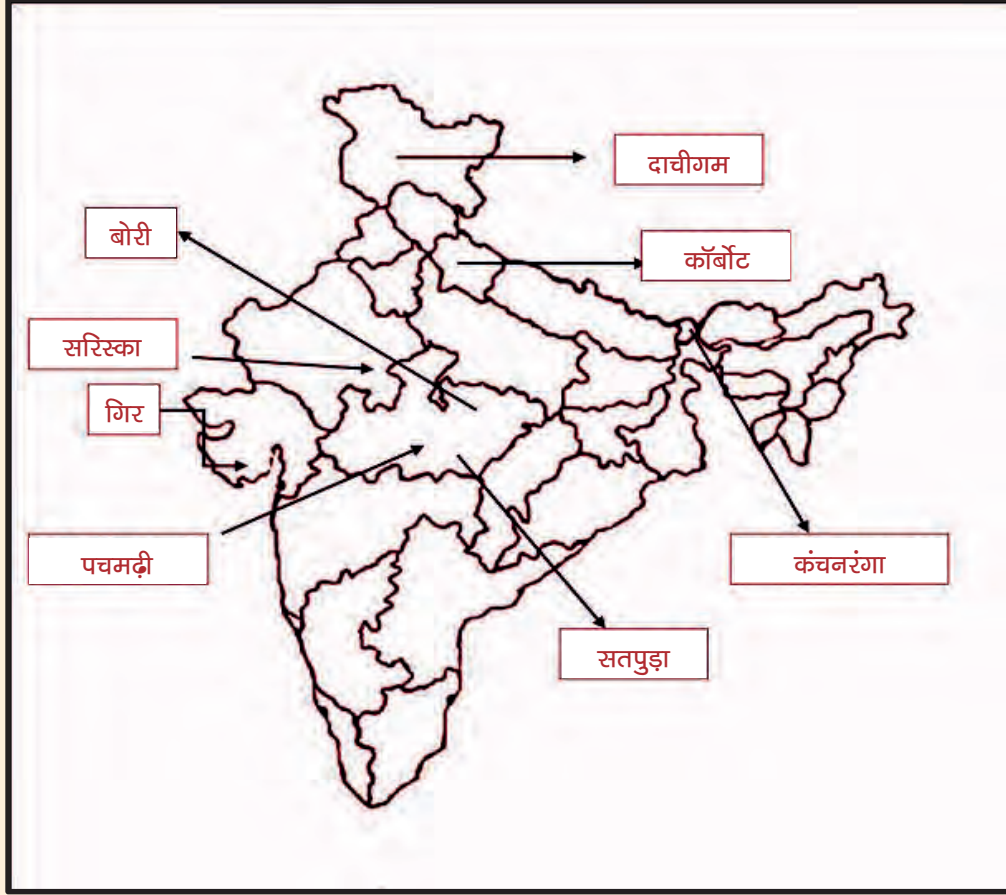 दाचीगम
बोरी
कॉर्बोट
सरिस्का
गिर
पचमढ़ी
कंचनरंगा
सतपुड़ा